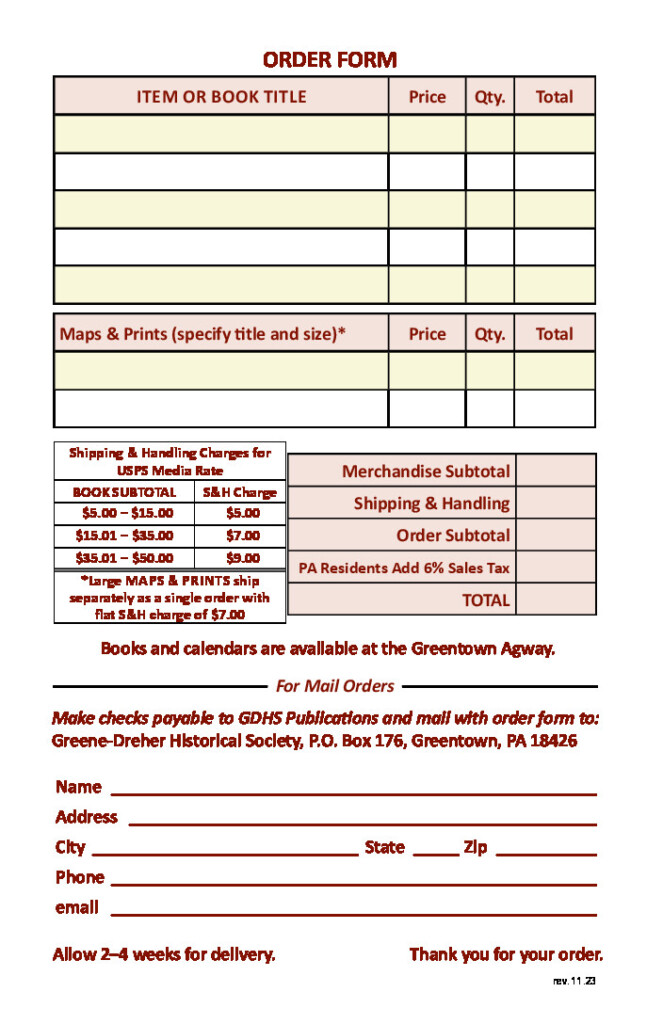 ORDER FORM
ITEM OR BOOK TITLE Price Qty. Total
Maps & Prints (specify title and size)* Price Qty. Total
Shipping & Handling Charges for
USPS Media Rate
BOOK SUBTOTAL S&H Charge
$5.00 – $15.00 $5.00
$15.01 – $35.00 $7.00
$35.01 – $50.00 $9.00
*Large MAPS & PRINTS ship
separately as a single order with
flat S&H charge of $7.00
Merchandise Subtotal
Shipping & Handling
Order Subtotal
PA Residents Add 6% Sales Tax
TOTAL
Books and calendars are available at the Greentown Agway.
For Mail Orders
Make checks payable to GDHS Publications and mail with order form to:
Greene-Dreher Historical Society, P.O. Box 176, Greentown, PA 18426
Name
Address
City State Zip
Phone
email
Allow 2–4 weeks for delivery. Thank you for your order.
rev. 11.23